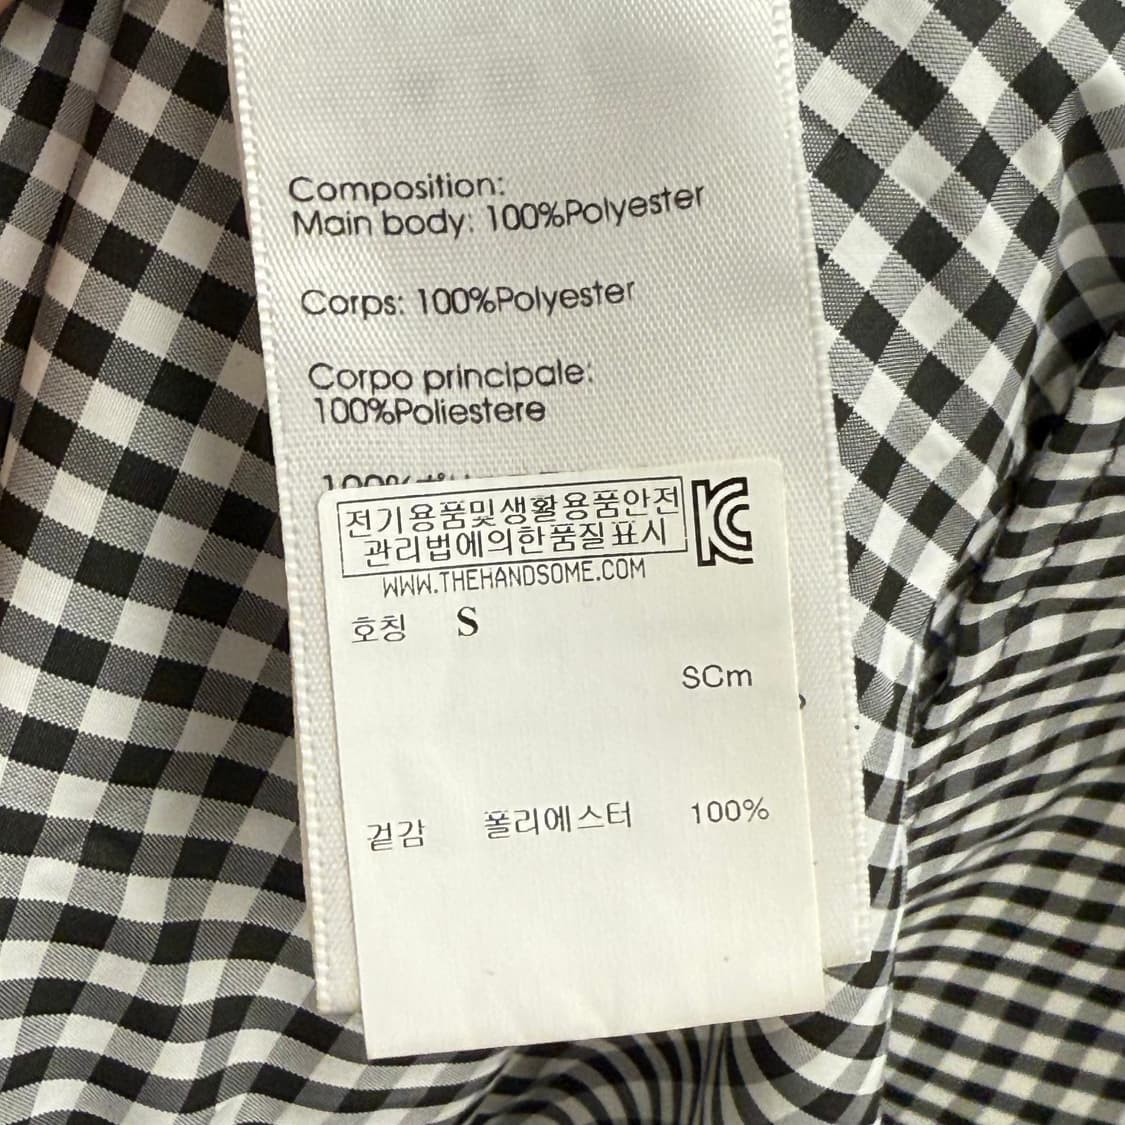 Composition:
Main body: 100%Polyester
Corps: 100%Polyester
Corpo principale:
100%Poliestere
전기용품및생활용품안전
관리법에의한품질표시
WWW.THEHANDSOME.COM
호칭 S
SCm
겉감 폴리에스터 100%